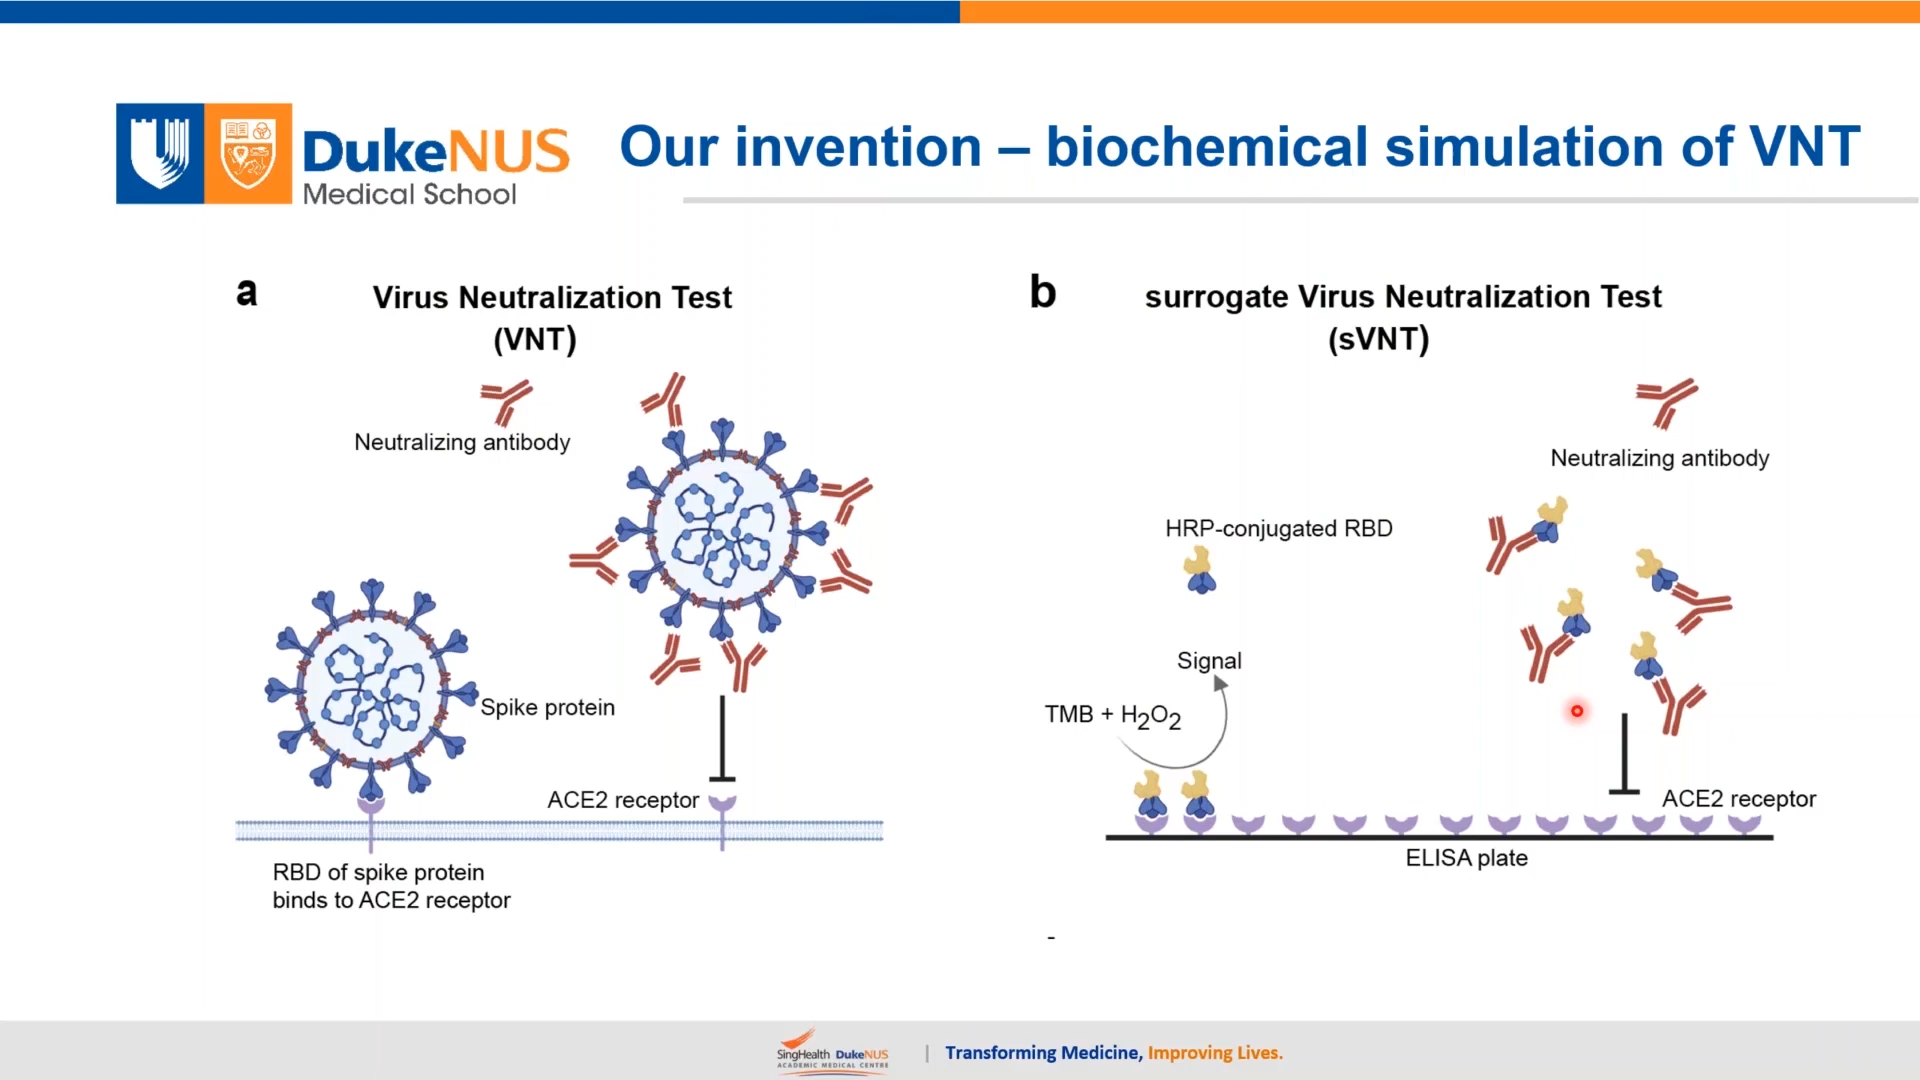 DukeNUS
Medical School
Our invention – biochemical simulation of VNT
a
Virus Neutralization Test
(VNT)
Neutralizing antibody
Spike protein
ACE2 receptor
RBD of spike protein
binds to ACE2 receptor
b
surrogate Virus Neutralization Test
(sVNT)
Neutralizing antibody
HRP-conjugated RBD
Signal
TMB + H₂O₂
ACE2 receptor
ELISA plate
-
SingHealth DukeNUS
ACADEMIC MEDICAL CENTRE
| Transforming Medicine, Improving Lives.